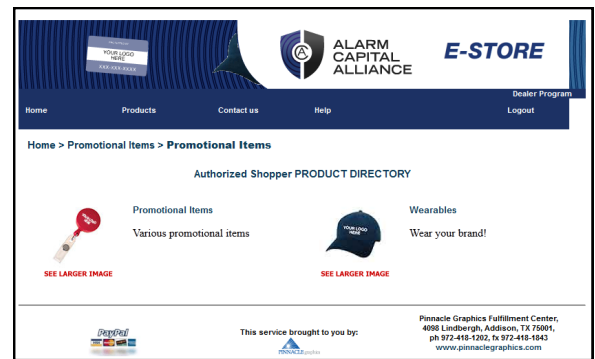 YOUR LOGO
HERE
XXX-XXX-XXXX
ALARM
CAPITAL
ALLIANCE
E-STORE
Dealer Program
Home Products Contact us Help Logout
Home > Promotional Items > Promotional Items
Authorized Shopper PRODUCT DIRECTORY
Promotional Items
Various promotional items
SEE LARGER IMAGE
YOUR LOGO
HERE
Wearables
Wear your brand!
SEE LARGER IMAGE
PayPal
This service brought to you by:
PINNACLE graphics
Pinnacle Graphics Fulfillment Center,
4098 Lindbergh, Addison, TX 75001,
ph 972-418-1202, fx 972-418-1843
www.pinnaclegraphics.com